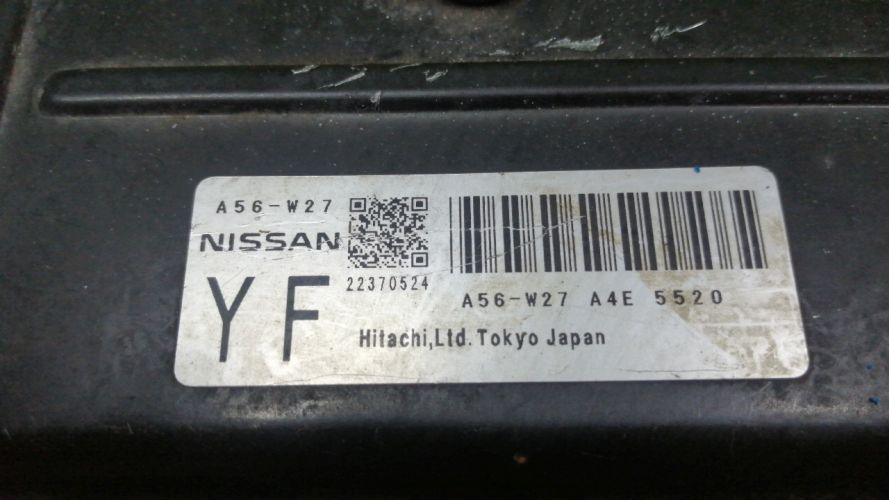 A56-W27
NISSAN
22370524
YF
A56-W27 A4E 5520
Hitachi,Ltd. Tokyo Japan